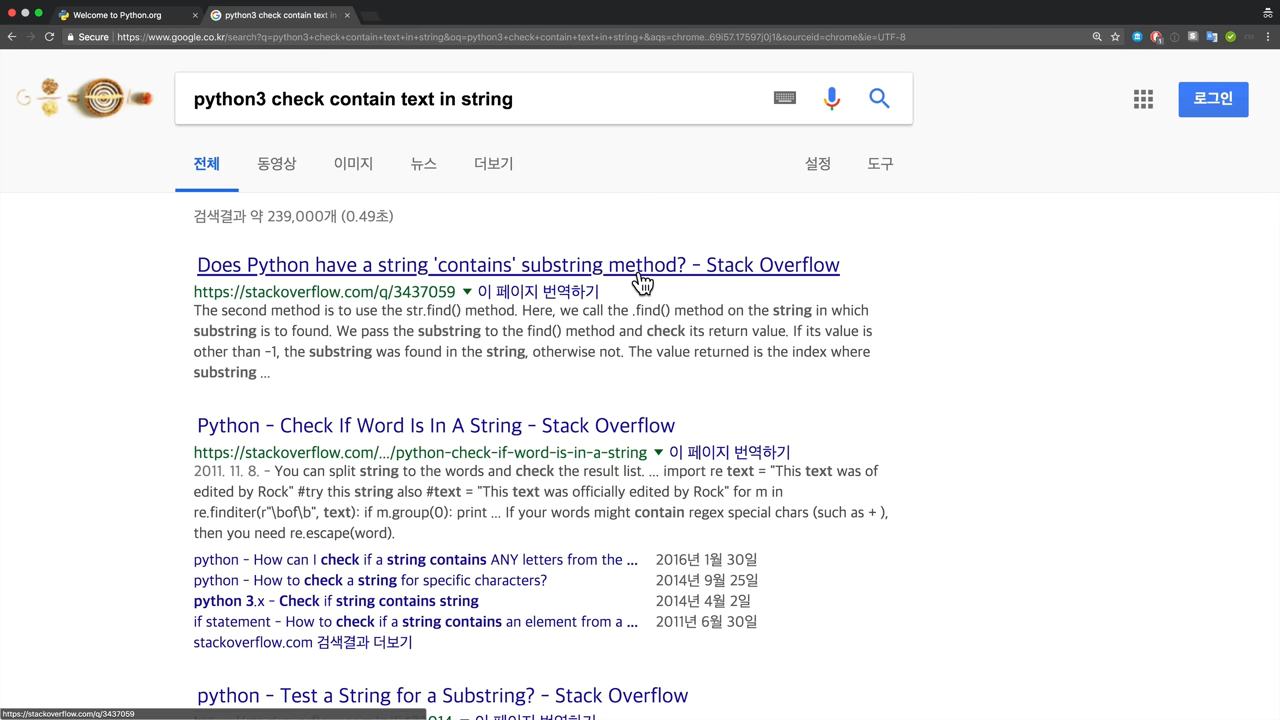 Welcome to Python.org
python3 check contain text in
Secure
https://www.google.co.kr/search?q=python3+check+contain+text+in+string&oq=python3+check+contain+text+in+string+&aqs=chrome..69i57.17597j0j1&sourceid=chrome&ie=UTF-8
python3 check contain text in string
로그인
전체 동영상 이미지 뉴스 더보기 설정 도구
검색결과 약 239,000개 (0.49초)
Does Python have a string 'contains' substring method? - Stack Overflow
https://stackoverflow.com/q/3437059 ▼ 이 페이지 번역하기
The second method is to use the str.find() method. Here, we call the .find() method on the string in which
substring is to found. We pass the substring to the find() method and check its return value. If its value is
other than -1, the substring was found in the string, otherwise not. The value returned is the index where
substring ...
Python - Check If Word Is In A String - Stack Overflow
https://stackoverflow.com/.../python-check-if-word-is-in-a-string ▼ 이 페이지 번역하기
2011. 11. 8. - You can split string to the words and check the result list. ... import re text = "This text was of
edited by Rock" #try this string also #text = "This text was officially edited by Rock" for m in
re.finditer(r"\bof\b", text): if m.group(0): print ... If your words might contain regex special chars (such as + ),
then you need re.escape(word).
python - How can I check if a string contains ANY letters from the ... 2016년 1월 30일
python - How to check a string for specific characters? 2014년 9월 25일
python 3.x - Check if string contains string 2014년 4월 2일
if statement - How to check if a string contains an element from a ... 2011년 6월 30일
stackoverflow.com 검색결과 더보기
python - Test a String for a Substring? - Stack Overflow
https://stackoverflow.com/q/3437059